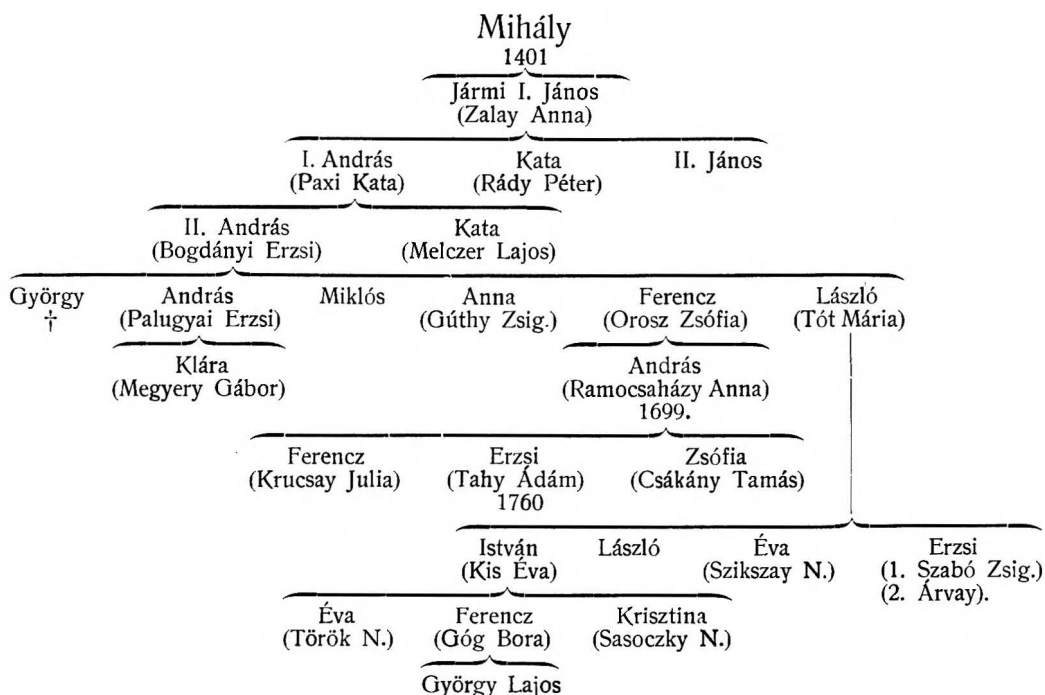 Mihály
1401
Jármi I. János
(Zalay Anna)
I. András Kata II. János
(Paxi Kata) (Rády Péter)
II. András Kata
(Bogdányi Erzsi) (Melczer Lajos)
György András Miklós Anna Ferencz László
† (Palugyai Erzsi) (Gúthy Zsig.) (Orosz Zsófia) (Tót Mária)
Klára András
(Megyery Gábor) (Ramocsaházy Anna)
1699.
Ferencz Erzsi Zsófia
(Krucsay Julia) (Tahy Ádám) (Csákány Tamás)
1760
István László Éva Erzsi
(Kis Éva) (Szikszay N.) (1. Szabó Zsig.)
(2. Árvay).
Éva Ferencz Krisztina
(Török N.) (Góg Bora) (Sasoczky N.)
György Lajos